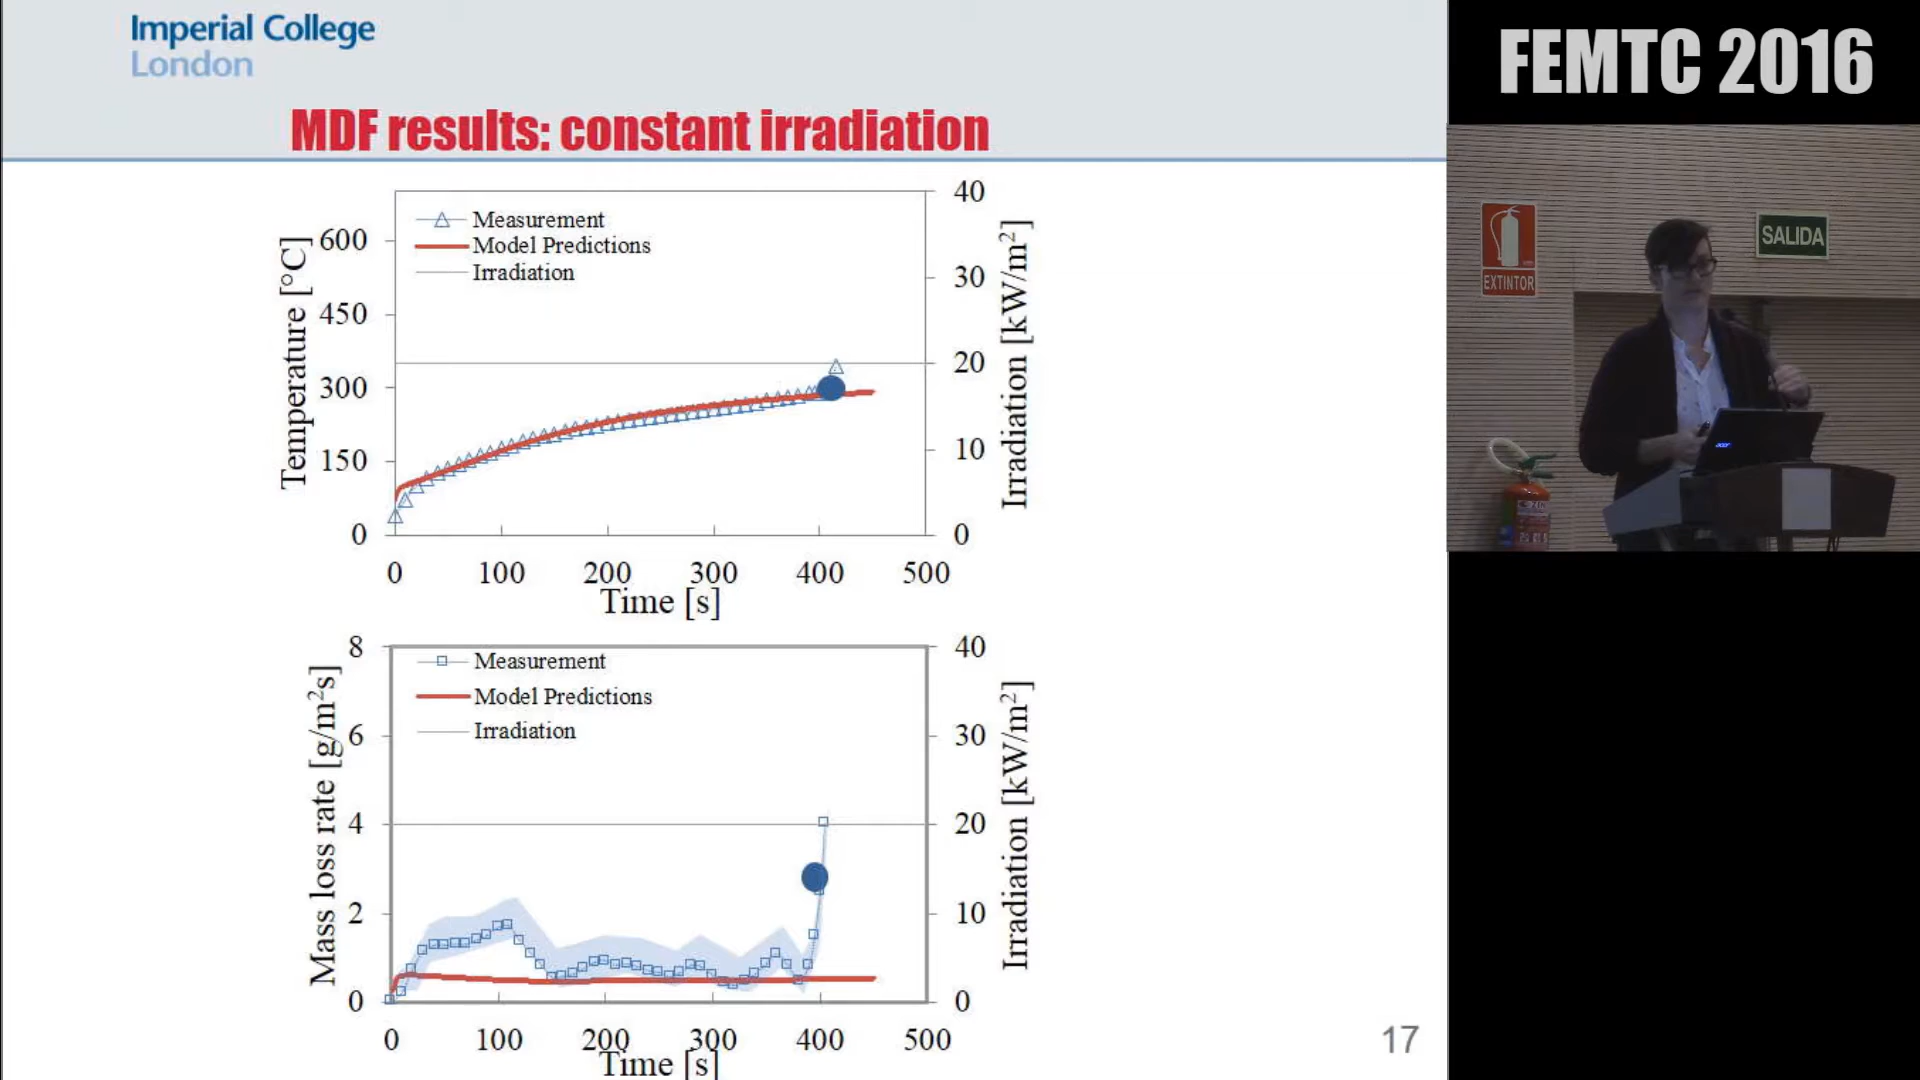 Imperial College
London
FEMTC 2016
MDF results: constant irradiation
Measurement
Model Predictions
Irradiation
Temperature [°C]
600
450
300
150
0
40
30
20
10
0
Irradiation [kW/m²]
0 100 200 300 400 500
Time [s]
Measurement
Model Predictions
Irradiation
Mass loss rate [g/m²s]
8
6
4
2
0
40
30
20
10
0
Irradiation [kW/m²]
0 100 200 300 400 500
Time [s]
17
EXTINTOR
SALIDA
acer